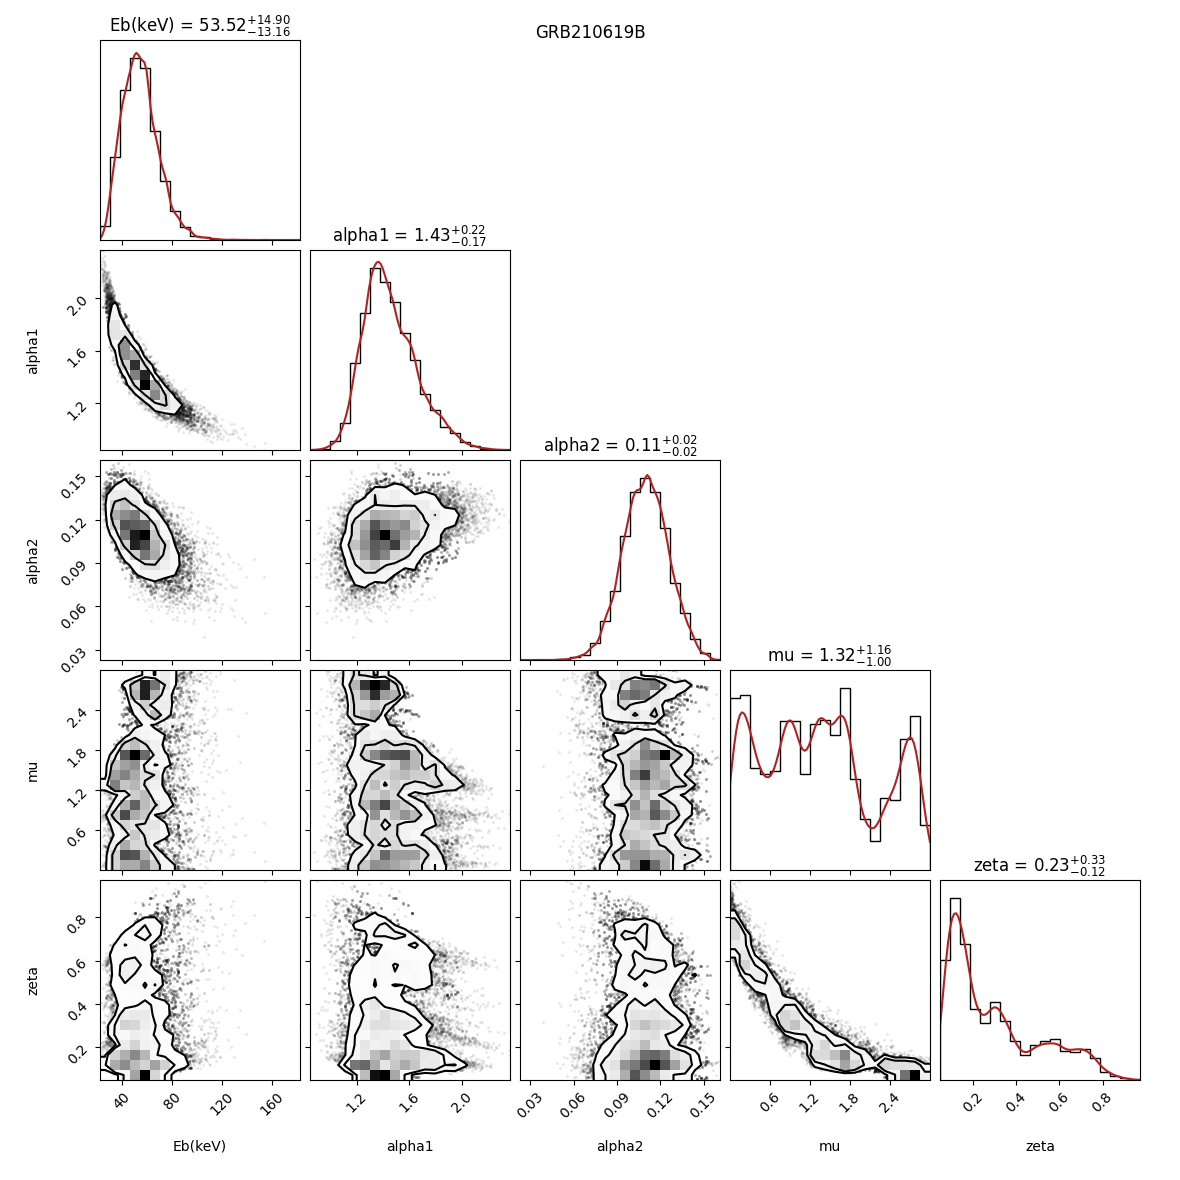 GRB210619B
Eb(keV) = 53.52+14.90−13.16
alpha1 = 1.43+0.22−0.17
2.0
1.6
1.2
alpha1
alpha2 = 0.11+0.02−0.02
0.15
0.12
0.09
0.06
0.03
alpha2
mu = 1.32+1.16−1.00
2.4
1.8
1.2
0.6
mu
zeta = 0.23+0.33−0.12
0.8
0.6
0.4
0.2
zeta
40 80 120 160 1.2 1.6 2.0 0.03 0.06 0.09 0.12 0.15 0.6 1.2 1.8 2.4 0.2 0.4 0.6 0.8
Eb(keV) alpha1 alpha2 mu zeta